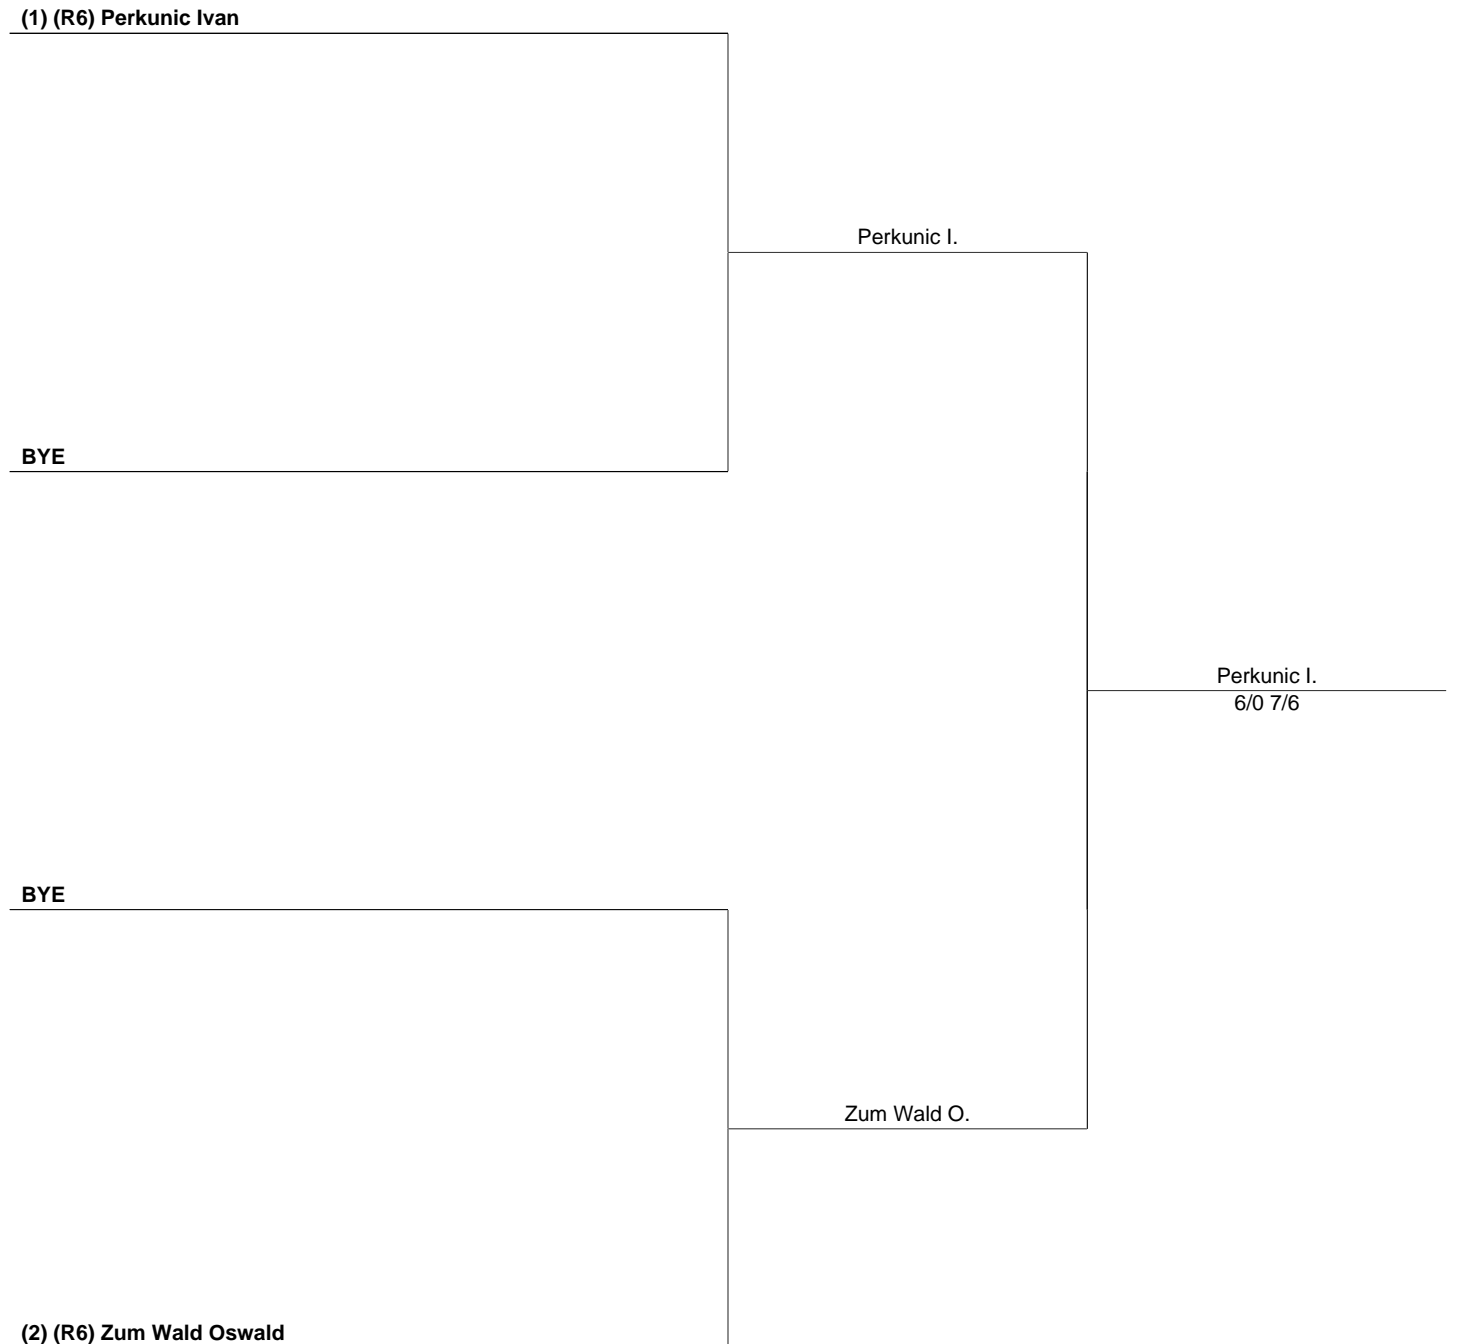 (1) (R6) Perkunic Ivan
Perkunic I.
BYE
Perkunic I.
6/0 7/6
BYE
Zum Wald O.
(2) (R6) Zum Wald Oswald